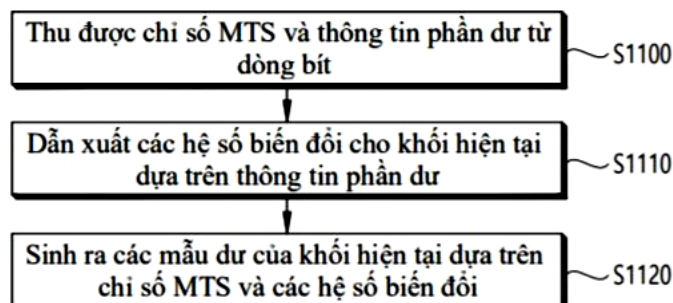 Thu được chỉ số MTS và thông tin phần dư từ
dòng bít
S1100
Dẫn xuất các hệ số biến đổi cho khối hiện tại
dựa trên thông tin phần dư
S1110
Sinh ra các mẫu dư của khối hiện tại dựa trên
chỉ số MTS và các hệ số biến đổi
S1120